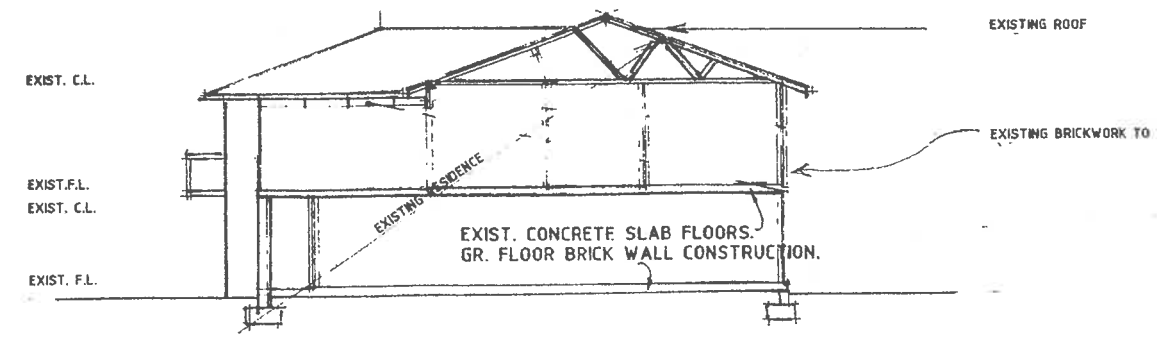 EXISTING ROOF
EXIST. C.L.
EXISTING BRICKWORK TO
EXISTING RESIDENCE
EXIST.F.L.
EXIST. C.L.
EXIST. CONCRETE SLAB FLOORS.
GR. FLOOR BRICK WALL CONSTRUCTION.
EXIST. F.L.